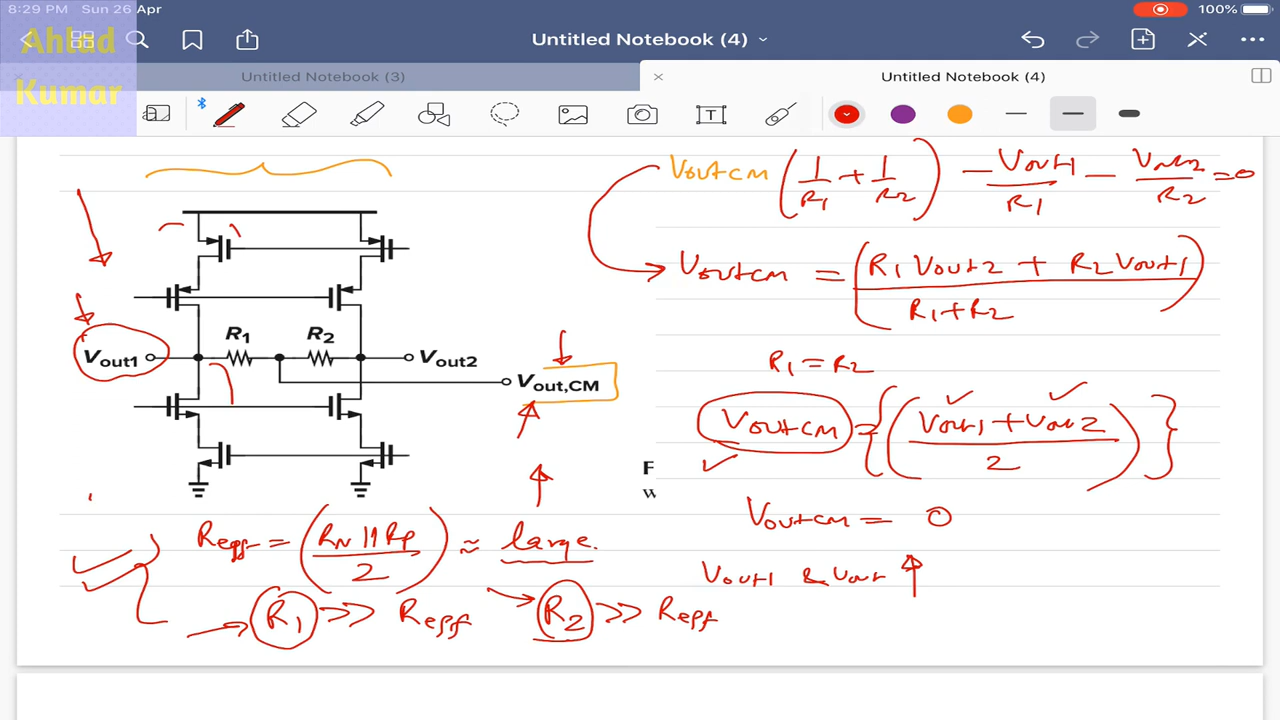 8:29 PM Sun 26 Apr
100%
Ahlad
Kumar
Untitled Notebook (4)
Untitled Notebook (3)
Untitled Notebook (4)
T
Voutcm (1/R1 + 1/R2) - Vout1/R1 - Vout2/R2 = 0
Voutcm = (R1 Vout2 + R2 Vout1 / R1+R2)
R1 = R2
Voutcm = {(Vout1 + Vout2 / 2)}
Voutcm = 0
Vout1 & Vout ↑
R1
R2
Vout1
Vout2
Vout,CM
F
w
Reff = (RN || RP / 2) ≈ large.
R1 >> Reff
R2 >> Reff